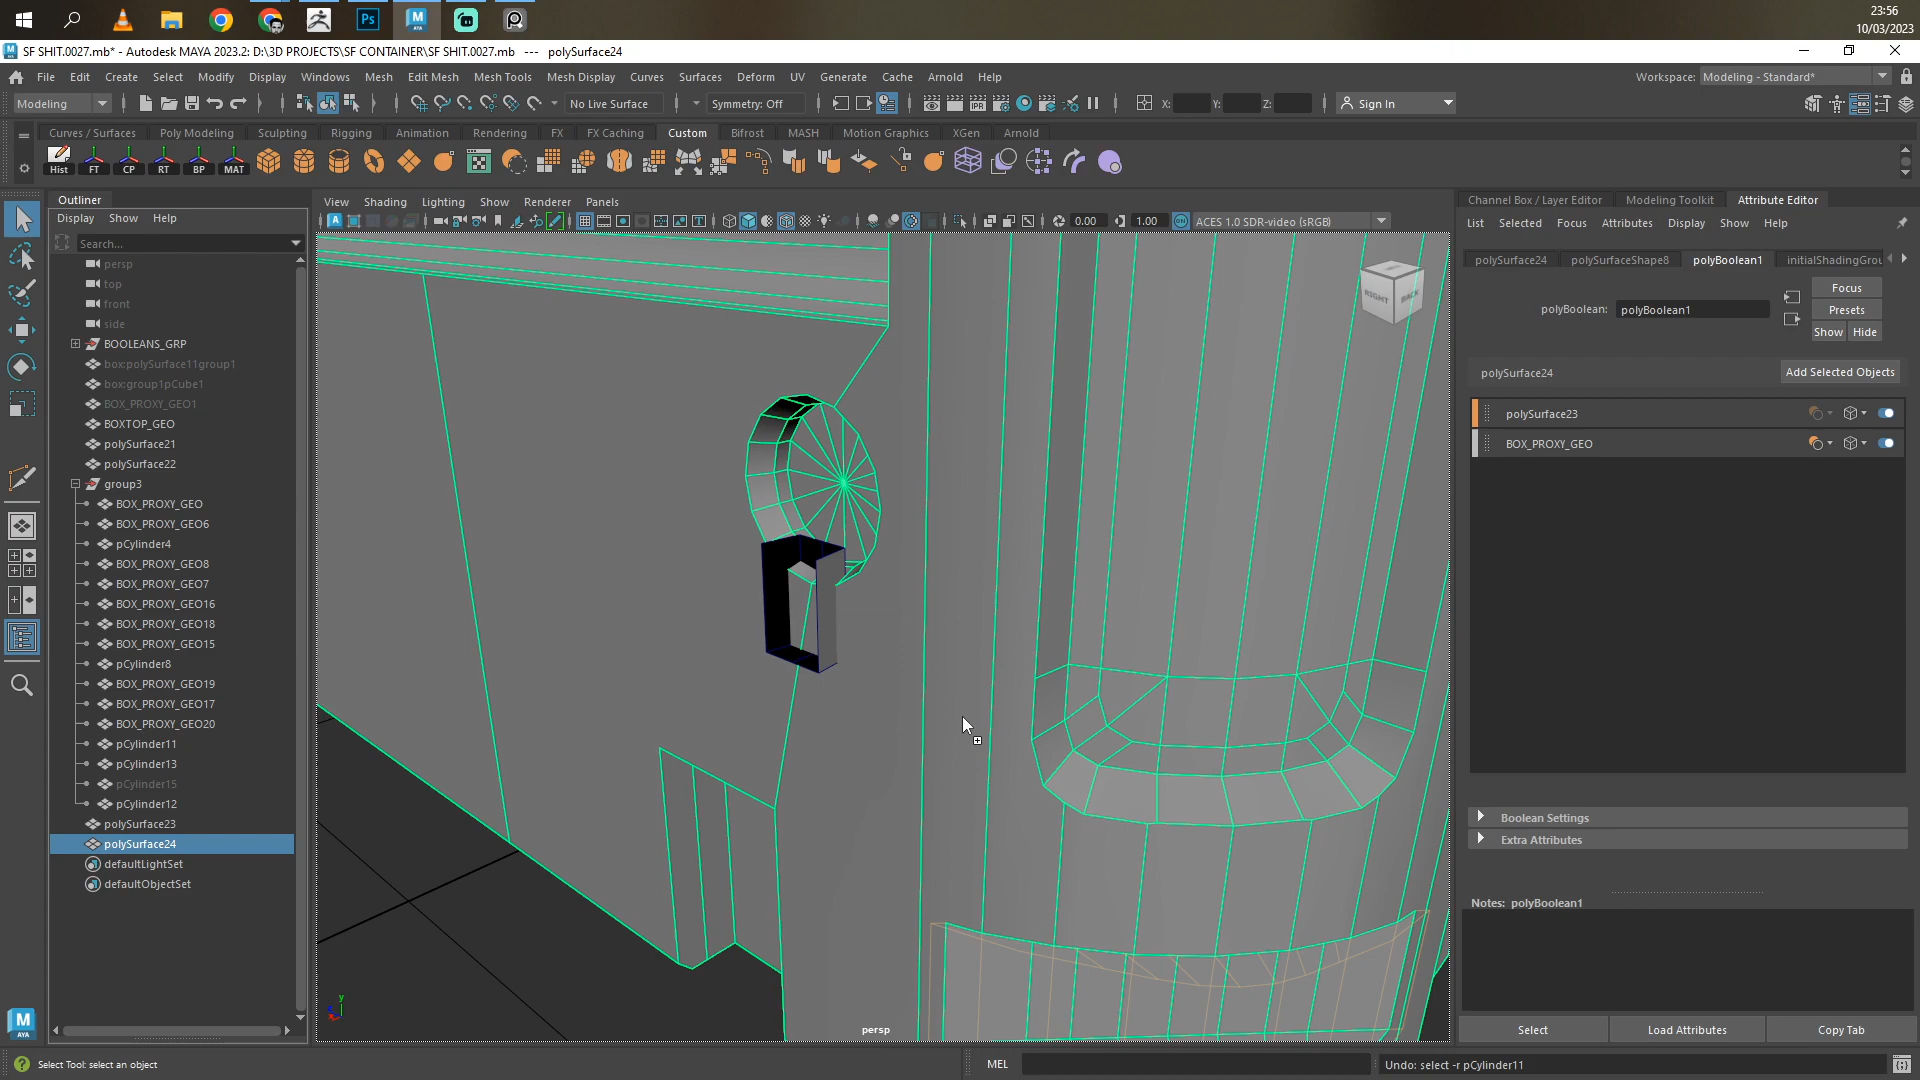 Ps
M
AYA
23:56
10/03/2023
SF SHIT.0027.mb* - Autodesk MAYA 2023.2: D:\3D PROJECTS\SF CONTAINER\SF SHIT.0027.mb --- polySurface24
File Edit Create Select Modify Display Windows Mesh Edit Mesh Mesh Tools Mesh Display Curves Surfaces Deform UV Generate Cache Arnold Help
Workspace: Modeling - Standard*
Modeling
No Live Surface
Symmetry: Off
IPR
X:
Y:
Z:
Sign In
Curves / Surfaces Poly Modeling Sculpting Rigging Animation Rendering FX FX Caching Custom Bifrost MASH Motion Graphics XGen Arnold
Hist FT CP RT BP MAT
Outliner
Display Show Help
Search...
persp
top
front
side
BOOLEANS_GRP
box:polySurface11group1
box:group1pCube1
BOX_PROXY_GEO1
BOXTOP_GEO
polySurface21
polySurface22
group3
BOX_PROXY_GEO
BOX_PROXY_GEO6
pCylinder4
BOX_PROXY_GEO8
BOX_PROXY_GEO7
BOX_PROXY_GEO16
BOX_PROXY_GEO18
BOX_PROXY_GEO15
pCylinder8
BOX_PROXY_GEO19
BOX_PROXY_GEO17
BOX_PROXY_GEO20
pCylinder11
pCylinder13
pCylinder15
pCylinder12
polySurface23
polySurface24
defaultLightSet
defaultObjectSet
View Shading Lighting Show Renderer Panels
0.00
1.00
ACES 1.0 SDR-video (sRGB)
RIGHT
BACK
y
persp
Channel Box / Layer Editor Modeling Toolkit Attribute Editor
List Selected Focus Attributes Display Show Help
polySurface24 polySurfaceShape8 polyBoolean1 initialShadingGrou
polyBoolean: polyBoolean1
Focus
Presets
Show Hide
polySurface24
Add Selected Objects
polySurface23
BOX_PROXY_GEO
Boolean Settings
Extra Attributes
Notes: polyBoolean1
Select Load Attributes Copy Tab
M
AYA
Select Tool: select an object
MEL
Undo: select -r pCylinder11